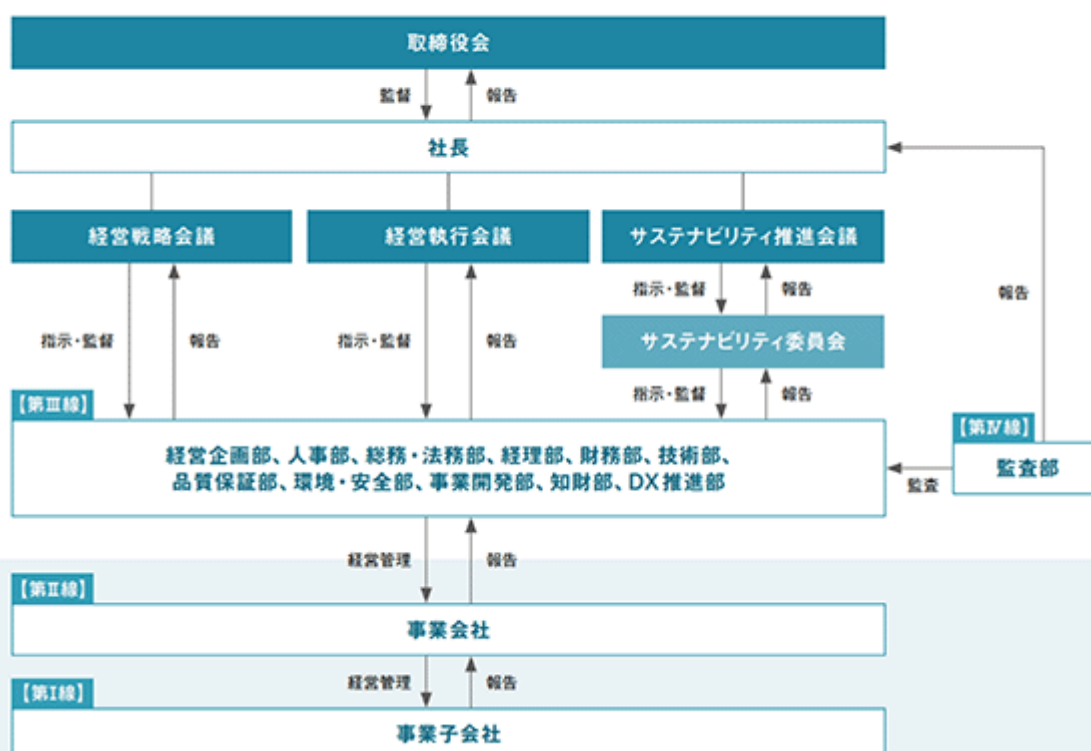 取締役会
監督
報告
社長
経営戦略会議
経営執行会議
サステナビリティ推進会議
指示・監督
報告
報告
サステナビリティ委員会
指示・監督
報告
指示・監督
報告
指示・監督
報告
【第Ⅲ線】
経営企画部、人事部、総務・法務部、経理部、財務部、技術部、
品質保証部、環境・安全部、事業開発部、知財部、DX推進部
【第Ⅳ線】
監査部
監査
経営管理
報告
【第Ⅱ線】
事業会社
経営管理
報告
【第Ⅰ線】
事業子会社